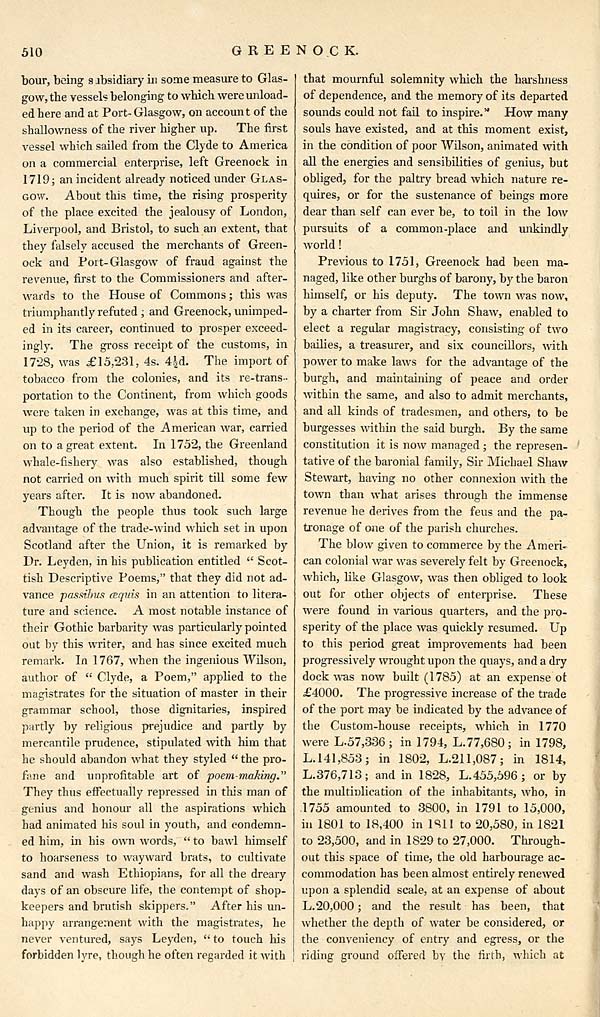 510
GREENOCK.
bour, being subsidiary in some measure to Glas-
gow, the vessels belonging to which were unload-
ed here and at Port-Glasgow, on account of the
shallowness of the river higher up. The first
vessel which sailed from the Clyde to America
on a commercial enterprise, left Greenock in
1719; an incident already noticed under GLAS-
GOW. About this time, the rising prosperity
of the place excited the jealousy of London,
Liverpool, and Bristol, to such an extent, that
they falsely accused the merchants of Green-
ock and Port-Glasgow of fraud against the
revenue, first to the Commissioners and after-
wards to the House of Commons; this was
triumphantly refuted; and Greenock, unimped-
ed in its career, continued to prosper exceed-
ingly. The gross receipt of the customs, in
1728, was £15,231, 4s. 4½d. The import of
tobacco from the colonies, and its re-trans-
portation to the Continent, from which goods
were taken in exchange, was at this time, and
up to the period of the American war, carried
on to a great extent. In 1752, the Greenland
whale-fishery was also established, though
not carried on with much spirit till some few
years after. It is now abandoned.
Though the people thus took such large
advantage of the trade-wind which set in upon
Scotland after the Union, it is remarked by
Dr. Leyden, in his publication entitled “ Scot-
tish Descriptive Poems,” that they did not ad-
vance passibus æquis in an attention to litera-
ture and science. A most notable instance of
their Gothic barbarity was particularly pointed
out by this writer, and has since excited much
remark. In 1767, when the ingenious Wilson,
author of “ Clyde, a Poem,” applied to the
magistrates for the situation of master in their
grammar school, those dignitaries, inspired
partly by religious prejudice and partly by
mercantile prudence, stipulated with him that
he should abandon what they styled “ the pro-
fane and unprofitable art of poem-making.”
They thus effectually repressed in this man of
genius and honour all the aspirations which
had animated his soul in youth, and condemn-
ed him, in his own words, “ to bawl himself
to hoarseness to wayward brats, to cultivate
sand and wash Ethiopians, for all the dreary
days of an obscure life, the contempt of shop-
keepers and brutish skippers.” After his un-
happy arrangement with the magistrates, he
never ventured, says Leyden, “ to touch his
forbidden lyre, though he often regarded it with
that mournful solemnity which the harshness
of dependence, and the memory of its departed
sounds could not fail to inspire.” How many
souls have existed, and at this moment exist,
in the condition of poor Wilson, animated with
all the energies and sensibilities of genius, but
obliged, for the paltry bread which nature re-
quires, or for the sustenance of beings more
dear than self can ever be, to toil in the low
pursuits of a common-place and unkindly
world !
Previous to 1751, Greenock had been ma-
naged, like other burghs of barony, by the baron
himself, or his deputy. The town was now,
by a charter from Sir John Shaw, enabled to
elect a regular magistracy, consisting of two
bailies, a treasurer, and six councillors, with
power to make laws for the advantage of the
burgh, and maintaining of peace and order
within the same, and also to admit merchants,
and all kinds of tradesmen, and others, to be
burgesses within the said burgh. By the same
constitution it is now managed; the represen-
tative of the baronial family, Sir Michael Shaw
Stewart, having no other connexion with the
town than what arises through the immense
revenue he derives from the feus and the pa-
tronage of one of the parish churches.
The blow given to commerce by the Ameri-
can colonial war was severely felt by Greenock,
which, like Glasgow, was then obliged to look
out for other objects of enterprise. These
were found in various quarters, and the pro-
sperity of the place was quickly resumed. Up
to this period great improvements had been
progressively wrought upon the quays, and a dry
dock was now built (1785) at an expense of
£4000. The progressive increase of the trade
of the port may be indicated by the advance of
the Custom-house receipts, which in 1770
were L.57,336; in 1794, L.77,680; in 1798,
L.141,853; in 1802, L.211,087; in 1814,
L.376,713; and in 1828, L.455,596; or by
the multiplication of the inhabitants, who, in
1755 amounted to 3800, in 1791 to 15,000,
in 1801 to 18,400 in 1811 to 20,580, in 1821
to 23,500, and in 1829 to 27,000. Through-
out this space of time, the old harbourage ac-
commodation has been almost entirely renewed
upon a splendid scale, at an expense of about
L.20,000; and the result has been, that
whether the depth of water be considered, or
the conveniency of entry and egress, or the
riding ground offered by the firth, which at